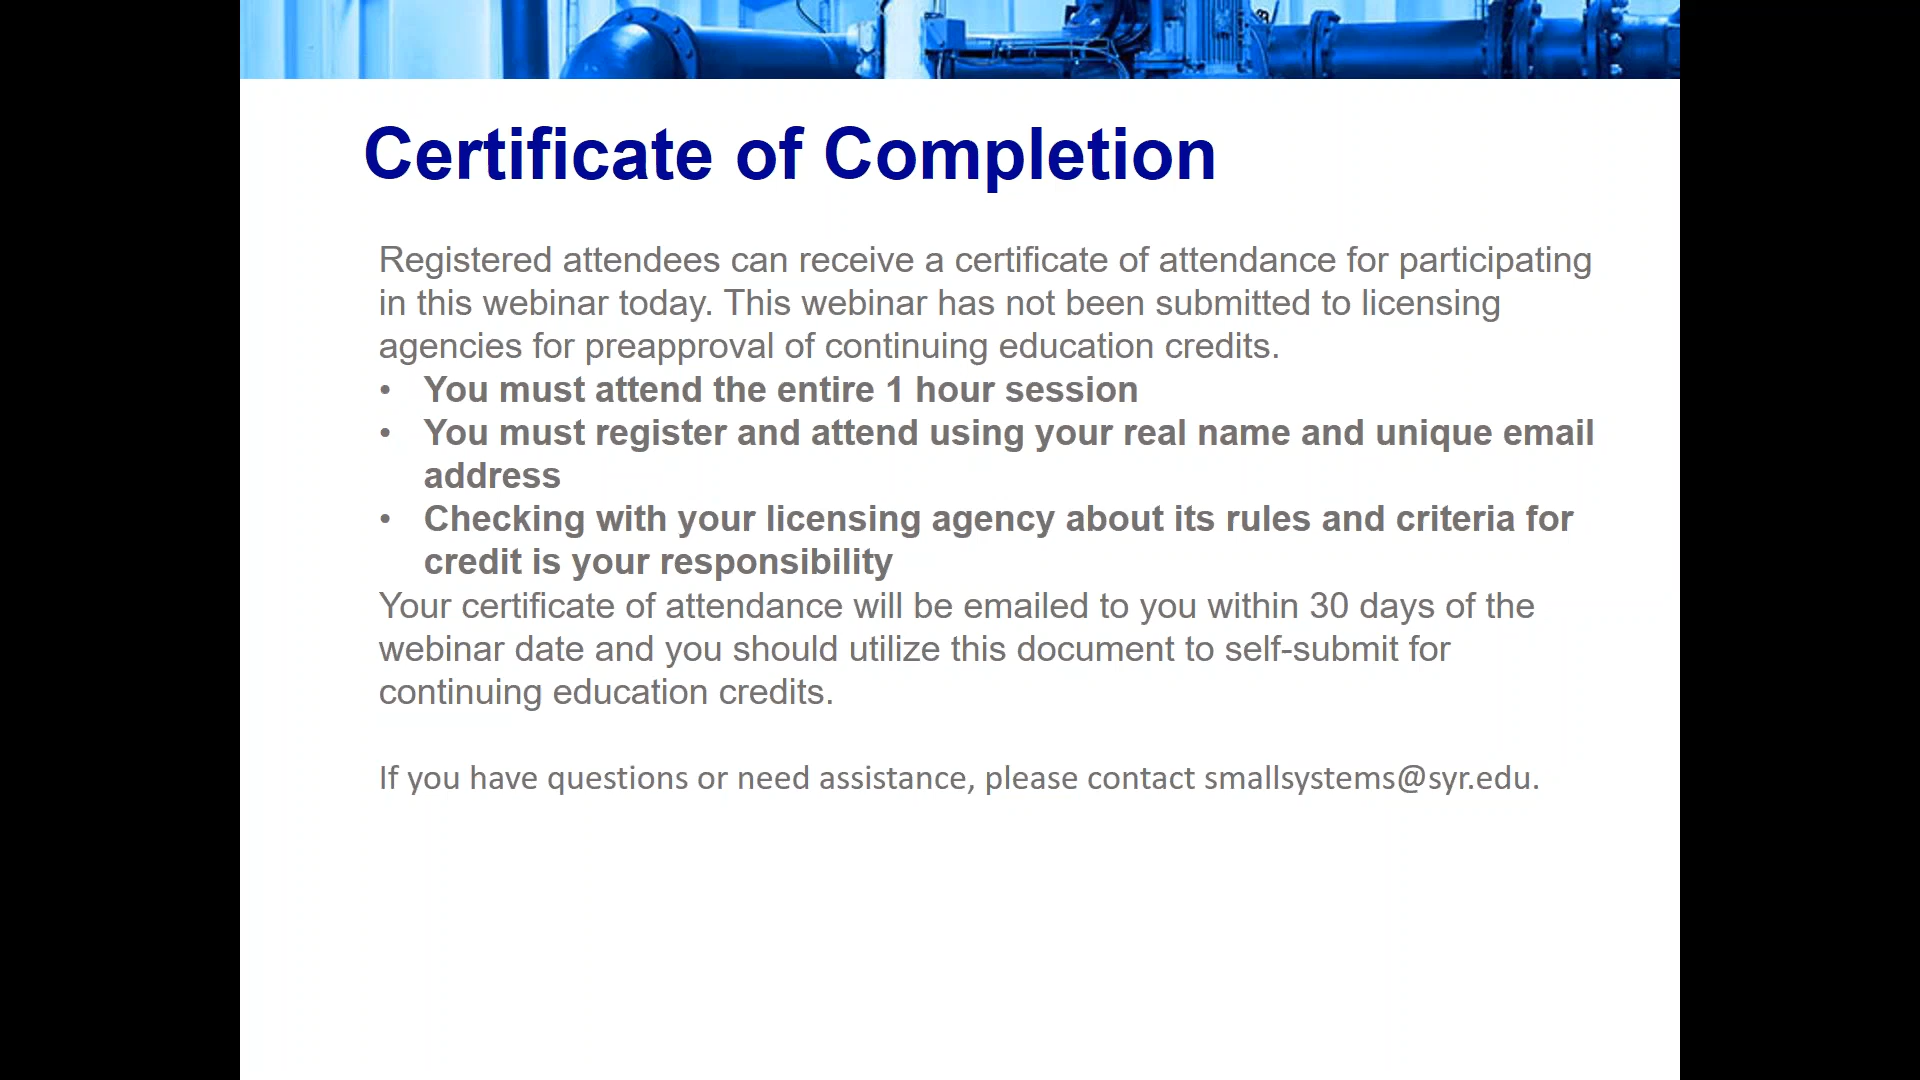 Certificate of Completion
Registered attendees can receive a certificate of attendance for participating
in this webinar today. This webinar has not been submitted to licensing
agencies for preapproval of continuing education credits.
• You must attend the entire 1 hour session
• You must register and attend using your real name and unique email
address
• Checking with your licensing agency about its rules and criteria for
credit is your responsibility
Your certificate of attendance will be emailed to you within 30 days of the
webinar date and you should utilize this document to self-submit for
continuing education credits.
If you have questions or need assistance, please contact smallsystems@syr.edu.